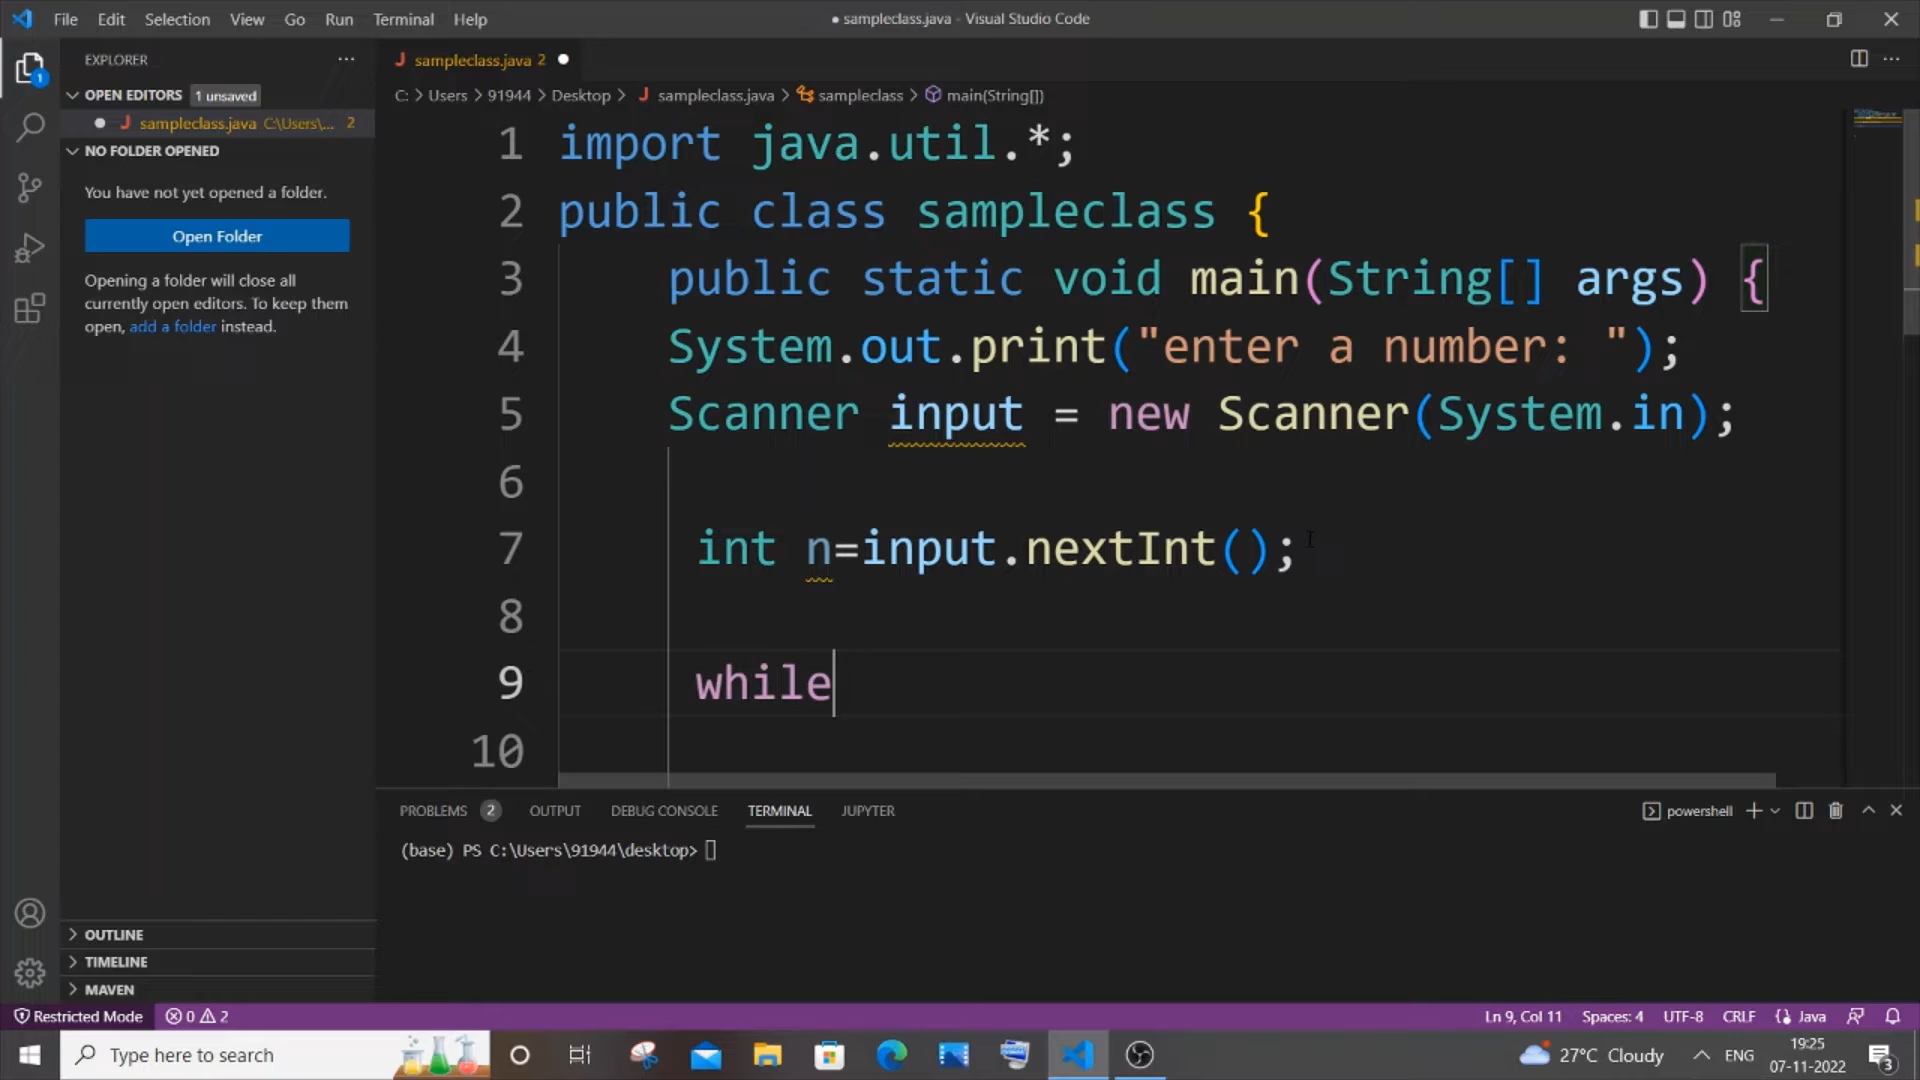 File Edit Selection View Go Run Terminal Help
● sampleclass.java - Visual Studio Code
EXPLORER
J sampleclass.java 2
OPEN EDITORS 1 unsaved
C: > Users > 91944 > Desktop > J sampleclass.java > sampleclass > main(String[])
J sampleclass.java C:\Users\... 2
NO FOLDER OPENED
You have not yet opened a folder.
Open Folder
Opening a folder will close all
currently open editors. To keep them
open, add a folder instead.
1 import java.util.*;
2 public class sampleclass {
3 public static void main(String[] args) {
4 System.out.print("enter a number: ");
5 Scanner input = new Scanner(System.in);
6
7 int n=input.nextInt();
8
9 while
10
PROBLEMS 2 OUTPUT DEBUG CONSOLE TERMINAL JUPYTER
powershell
(base) PS C:\Users\91944\desktop>
1
OUTLINE
TIMELINE
MAVEN
Restricted Mode 0 2
Ln 9, Col 11 Spaces: 4 UTF-8 CRLF Java
Type here to search
27°C Cloudy
ENG
19:25
07-11-2022
3